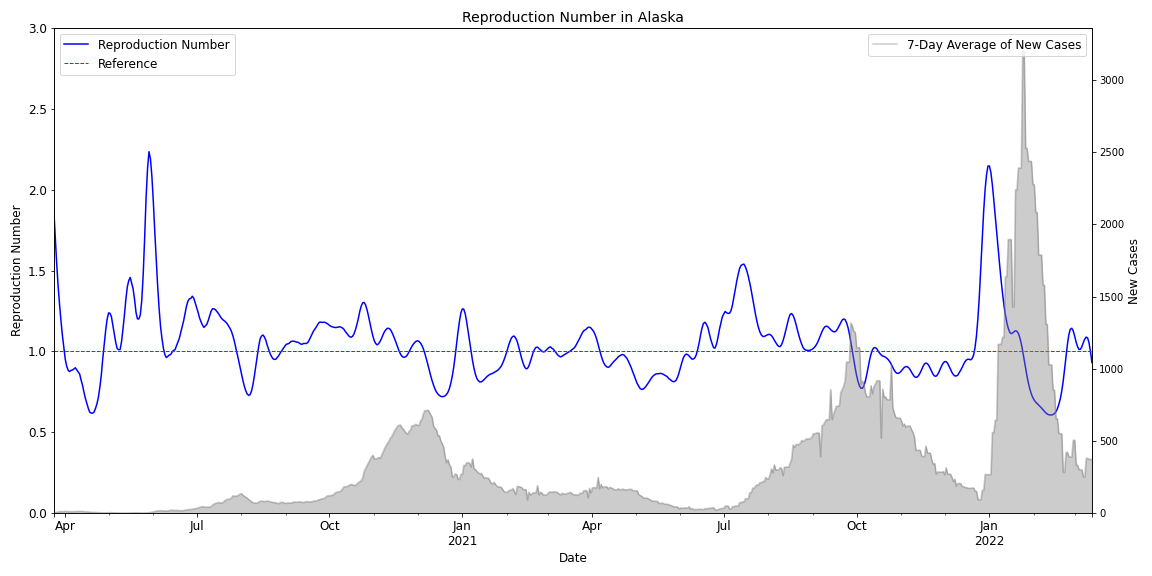 Reproduction Number in Alaska
Reproduction Number
Reference
7-Day Average of New Cases
3.0
2.5
2.0
1.5
1.0
0.5
0.0
Reproduction Number
3000
2500
2000
1500
1000
500
0
New Cases
Apr
Jul
Oct
Jan
2021
Apr
Jul
Oct
Jan
2022
Date